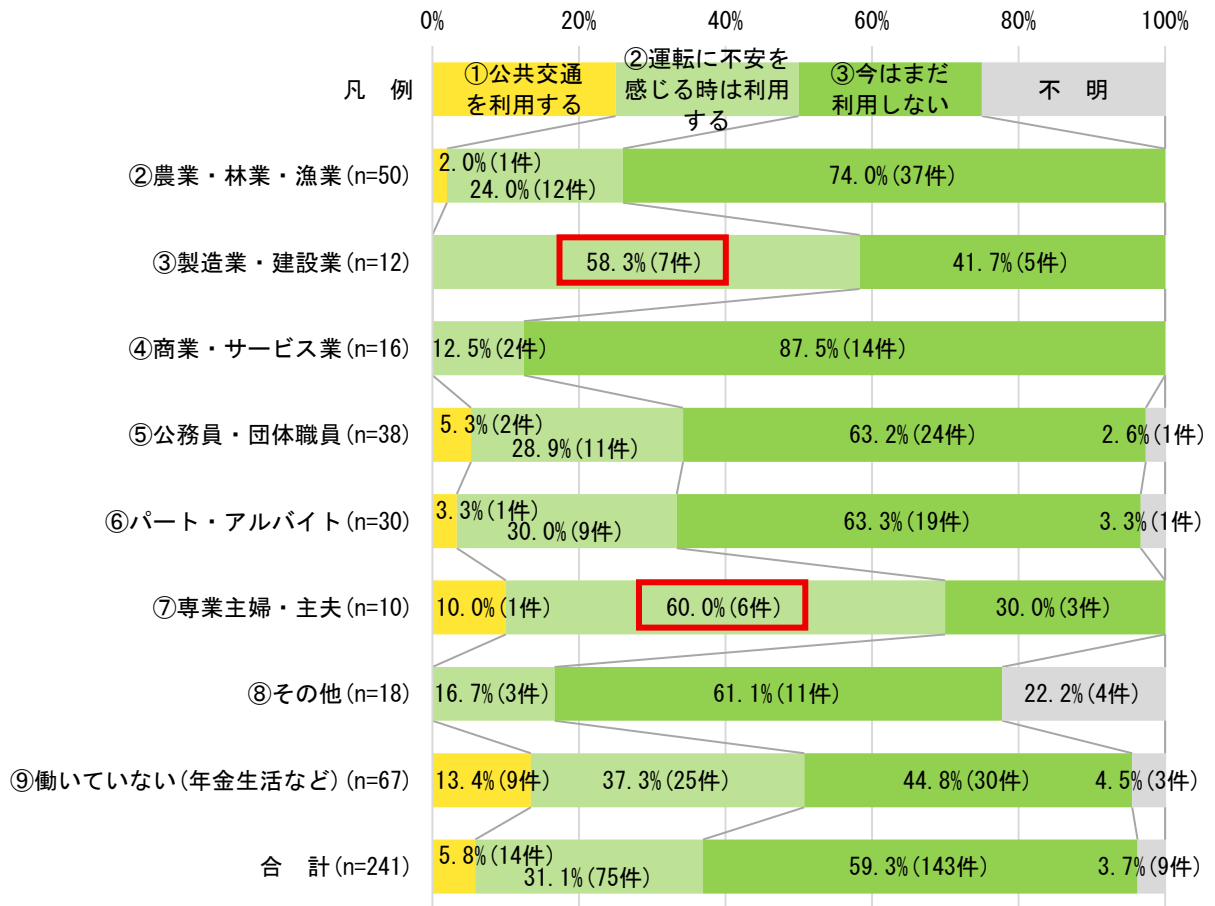 0% 20% 40% 60% 80% 100%
凡 例
①公共交通
を利用する
②運転に不安を
感じる時は利用
する
③今はまだ
利用しない
不 明
②農業・林業・漁業(n=50)
2.0%(1件)
24.0%(12件)
74.0%(37件)
③製造業・建設業(n=12)
58.3%(7件)
41.7%(5件)
④商業・サービス業(n=16)
12.5%(2件)
87.5%(14件)
⑤公務員・団体職員(n=38)
5.3%(2件)
28.9%(11件)
63.2%(24件)
2.6%(1件)
⑥パート・アルバイト(n=30)
3.3%(1件)
30.0%(9件)
63.3%(19件)
3.3%(1件)
⑦専業主婦・主夫(n=10)
10.0%(1件)
60.0%(6件)
30.0%(3件)
⑧その他(n=18)
16.7%(3件)
61.1%(11件)
22.2%(4件)
⑨働いていない(年金生活など)(n=67)
13.4%(9件)
37.3%(25件)
44.8%(30件)
4.5%(3件)
合 計(n=241)
5.8%(14件)
31.1%(75件)
59.3%(143件)
3.7%(9件)